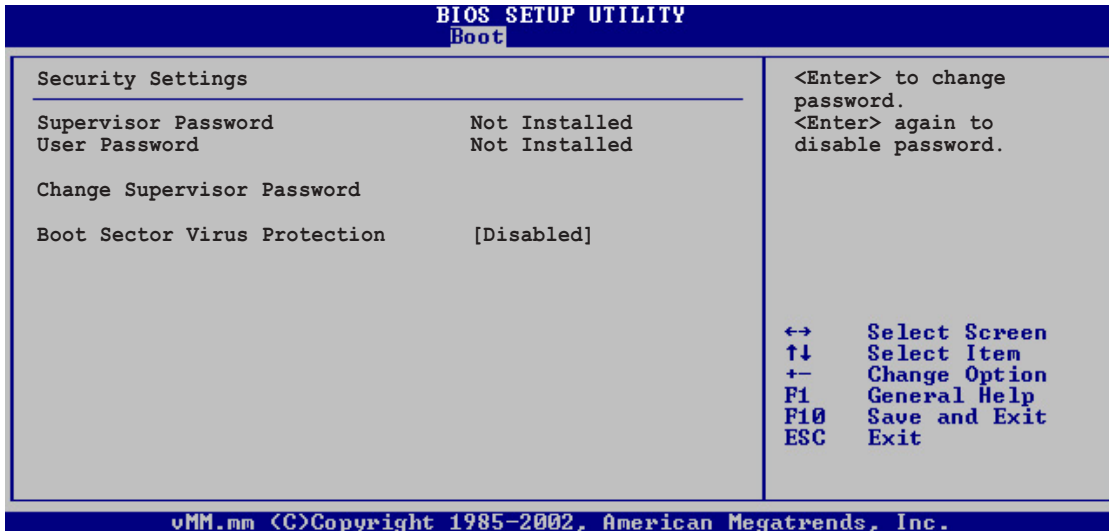 BIOS SETUP UTILITY
Boot
Security Settings
Supervisor Password Not Installed
User Password Not Installed
Change Supervisor Password
Boot Sector Virus Protection [Disabled]
<Enter> to change
password.
<Enter> again to
disable password.
←→ Select Screen
↑↓ Select Item
+- Change Option
F1 General Help
F10 Save and Exit
ESC Exit
vMM.mm (C)Copyright 1985-2002, American Megatrends, Inc.